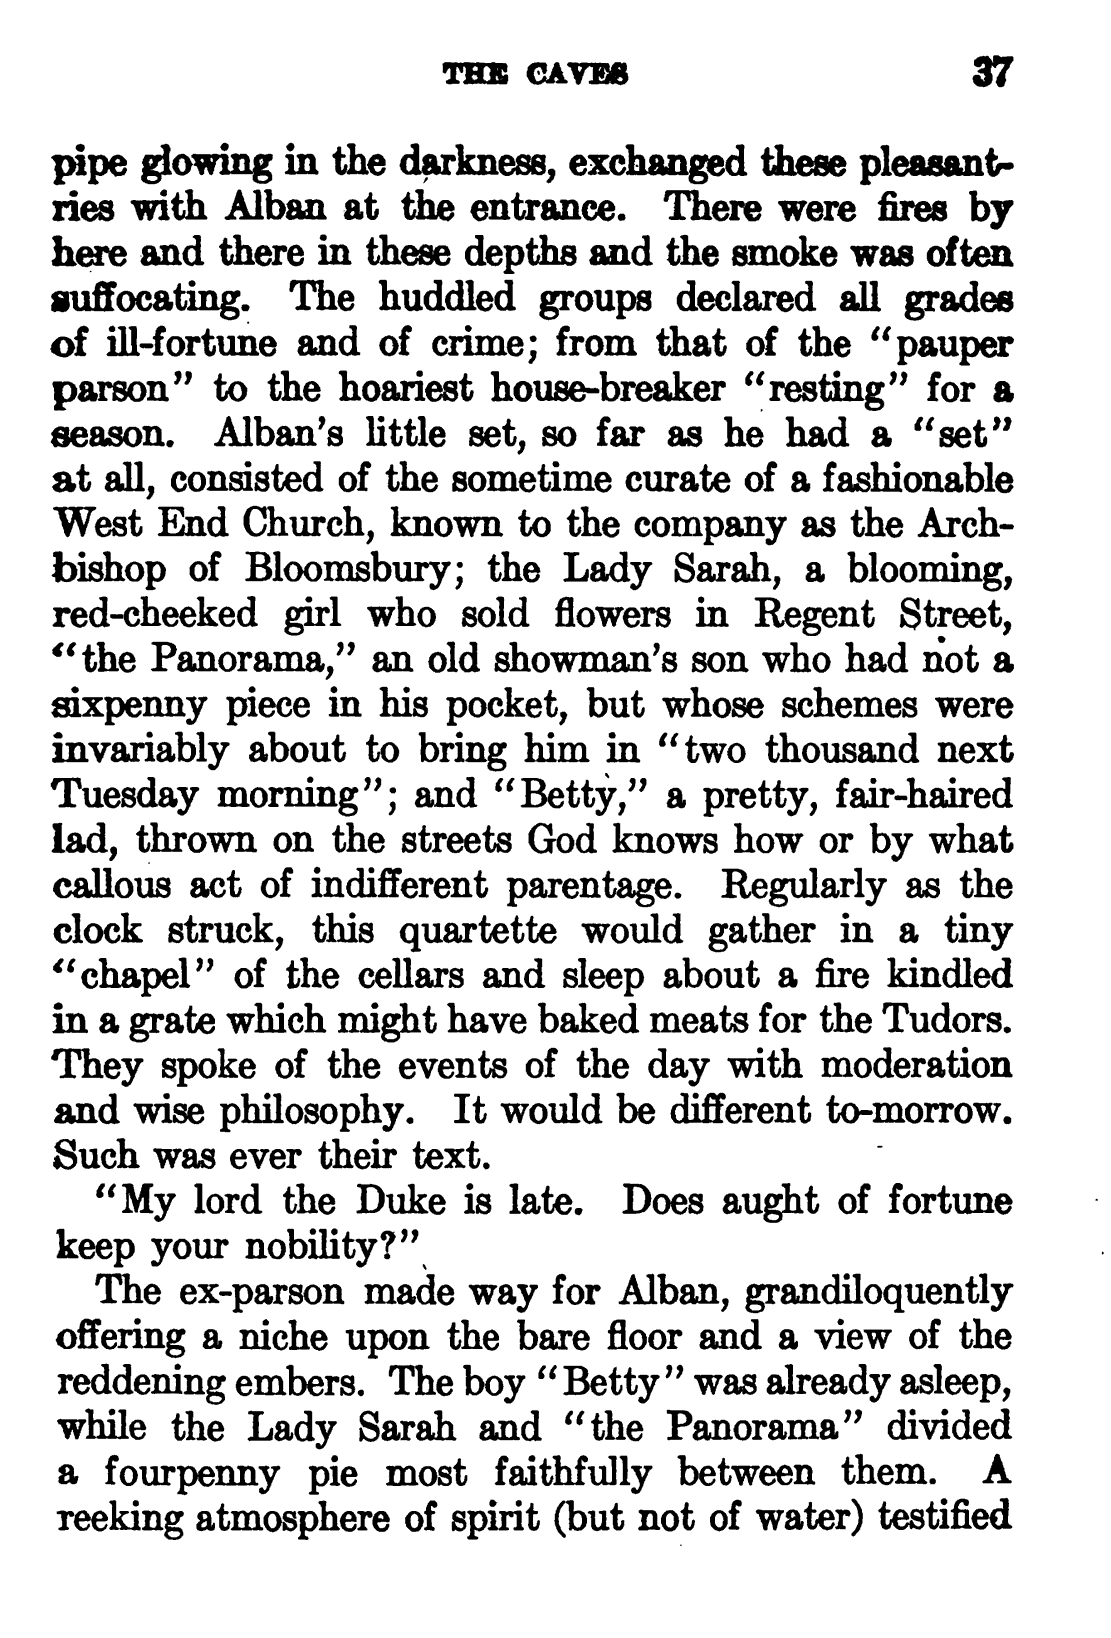 THE CAVES 37
pipe glowing in the darkness, exchanged these pleasant-
ries with Alban at the entrance. There were fires by
here and there in these depths and the smoke was often
suffocating. The huddled groups declared all grades
of ill-fortune and of crime; from that of the "pauper
parson" to the hoariest house-breaker "resting" for a
season. Alban's little set, so far as he had a "set"
at all, consisted of the sometime curate of a fashionable
West End Church, known to the company as the Arch-
bishop of Bloomsbury; the Lady Sarah, a blooming,
red-cheeked girl who sold flowers in Regent Street,
"the Panorama," an old showman's son who had not a
sixpenny piece in his pocket, but whose schemes were
invariably about to bring him in "two thousand next
Tuesday morning"; and "Betty," a pretty, fair-haired
lad, thrown on the streets God knows how or by what
callous act of indifferent parentage. Regularly as the
clock struck, this quartette would gather in a tiny
"chapel" of the cellars and sleep about a fire kindled
in a grate which might have baked meats for the Tudors.
They spoke of the events of the day with moderation
and wise philosophy. It would be different to-morrow.
Such was ever their text.
"My lord the Duke is late. Does aught of fortune
keep your nobility?"
The ex-parson made way for Alban, grandiloquently
offering a niche upon the bare floor and a view of the
reddening embers. The boy "Betty" was already asleep,
while the Lady Sarah and "the Panorama" divided
a fourpenny pie most faithfully between them. A
reeking atmosphere of spirit (but not of water) testified